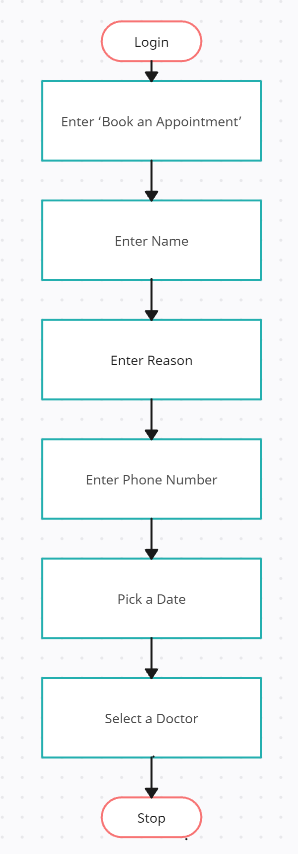 Login
Enter ‘Book an Appointment’
Enter Name
Enter Reason
Enter Phone Number
Pick a Date
Select a Doctor
Stop